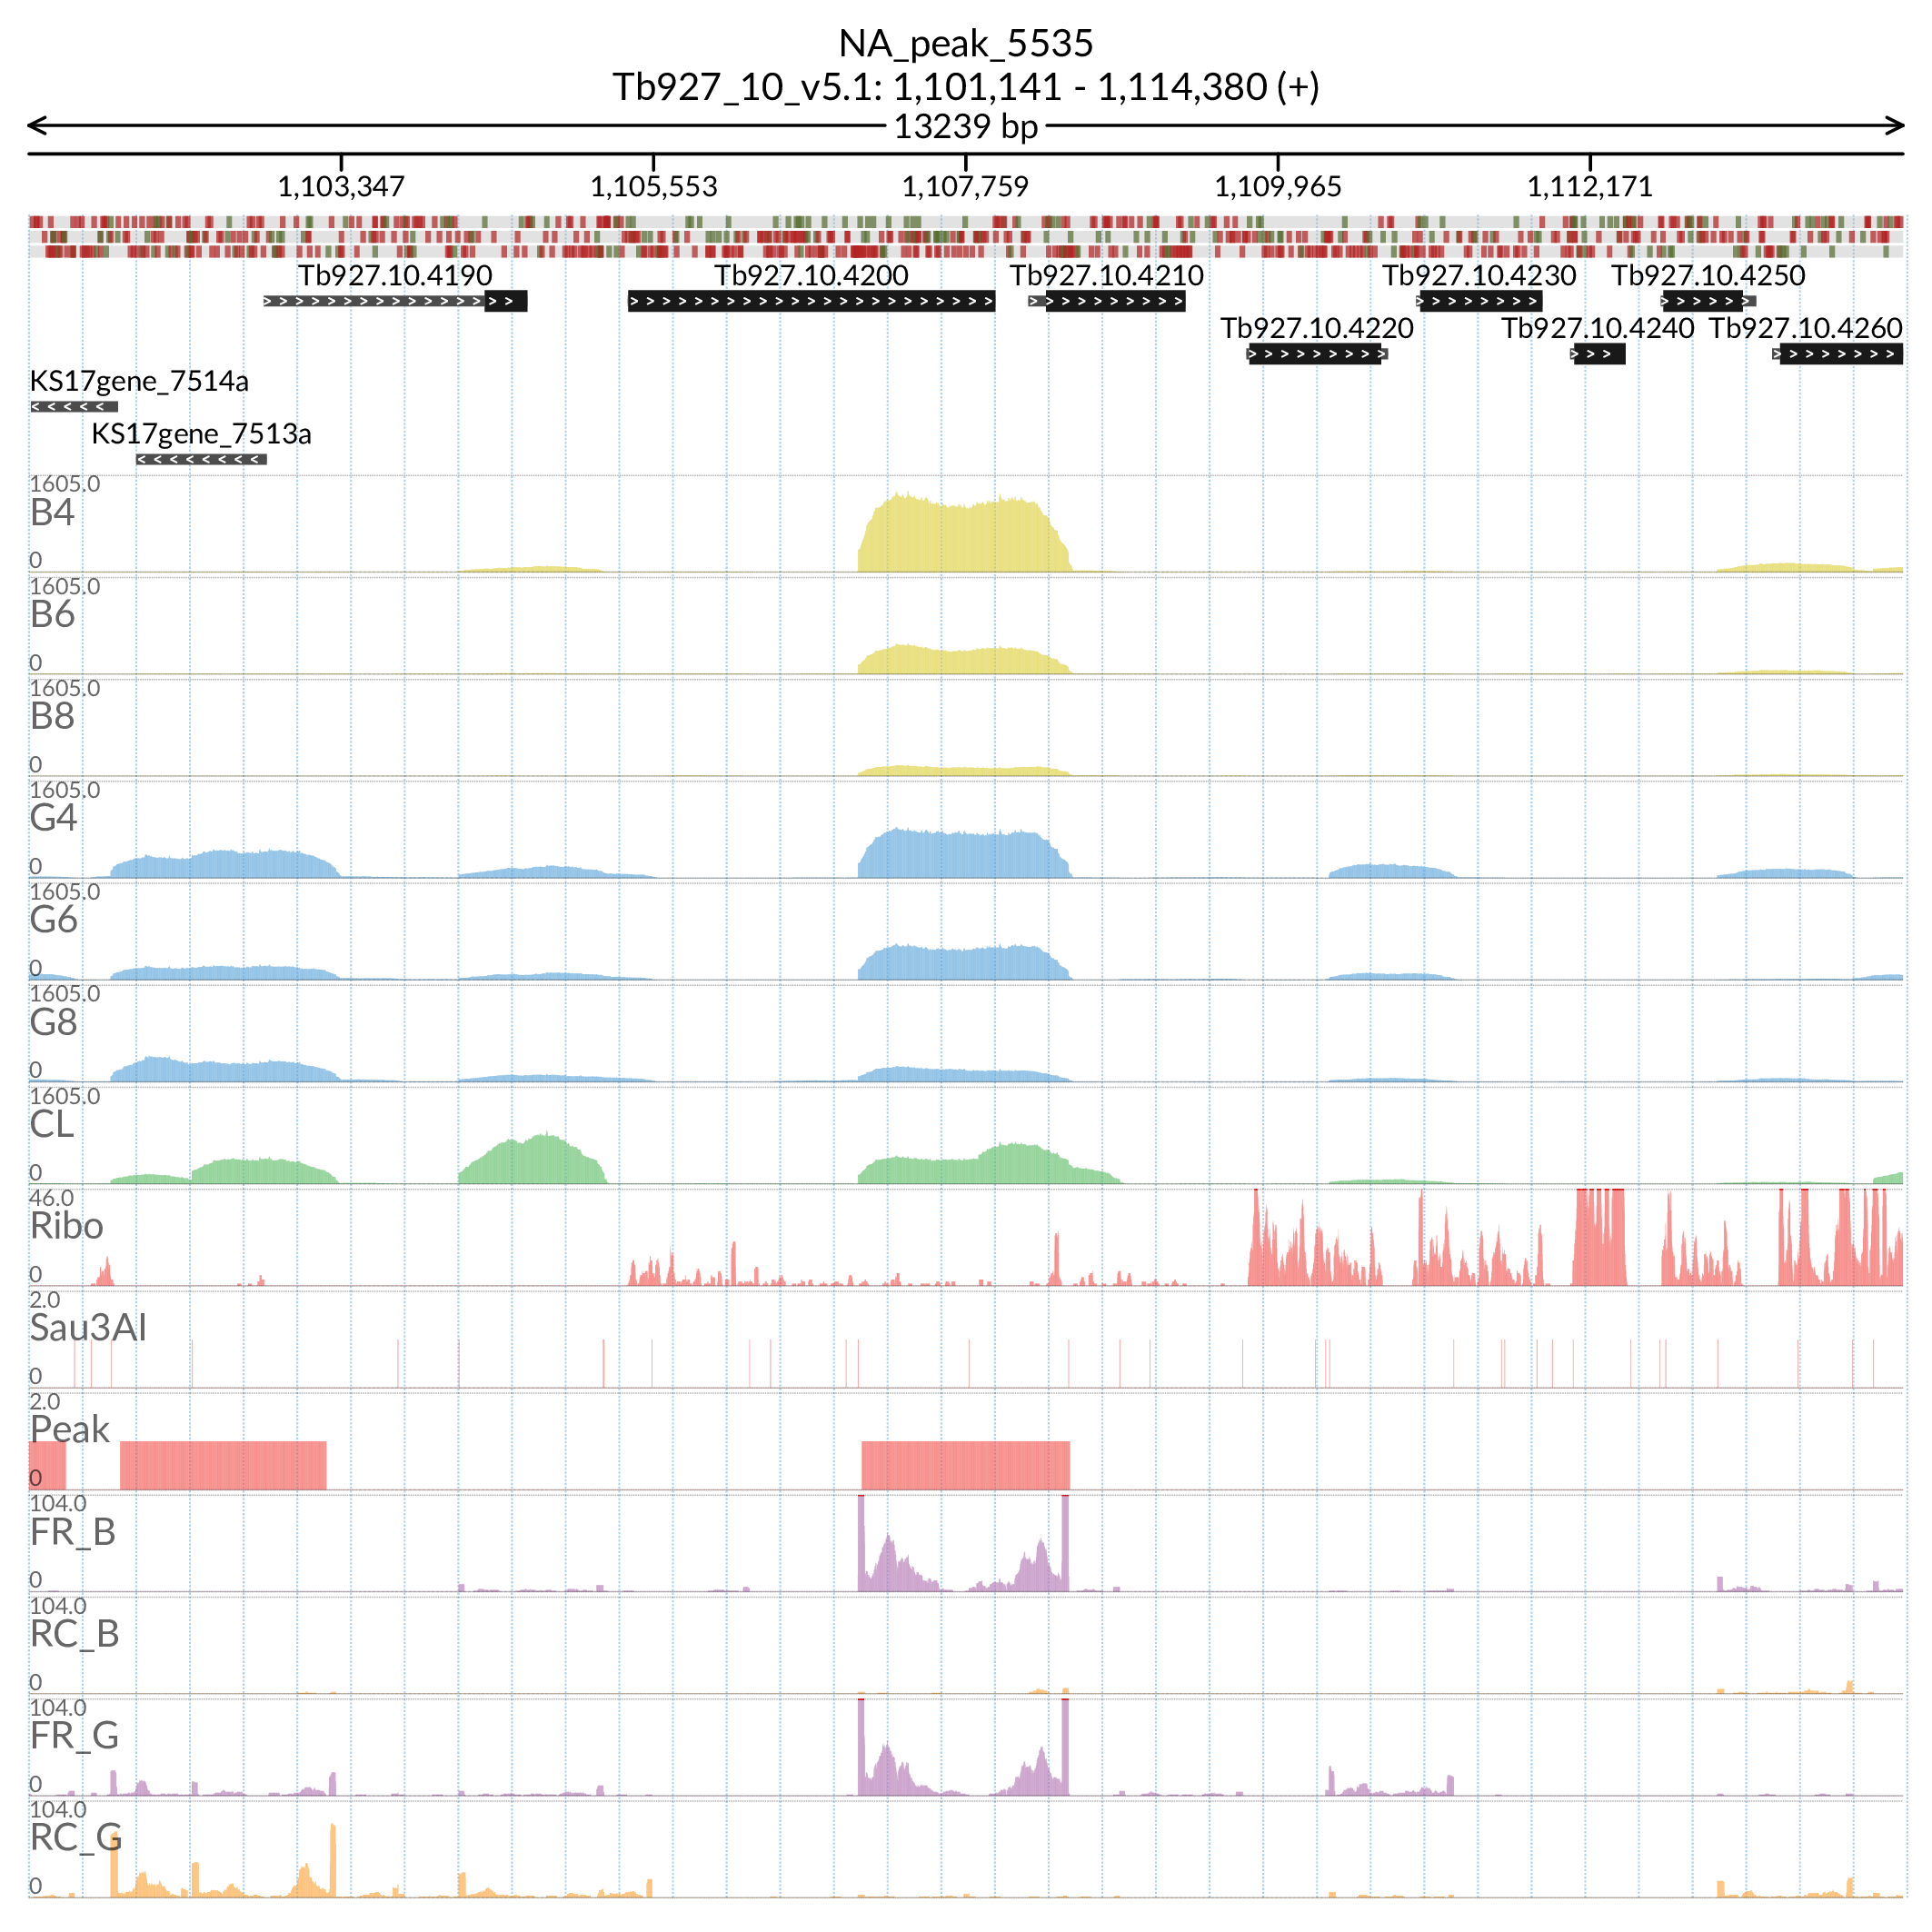 NA_peak_5535
Tb927_10_v5.1: 1,101,141 - 1,114,380 (+)
13239 bp
1,103,347 1,105,553 1,107,759 1,109,965 1,112,171
Tb927.10.4190 Tb927.10.4200 Tb927.10.4210 Tb927.10.4230 Tb927.10.4250
Tb927.10.4220 Tb927.10.4240 Tb927.10.4260
KS17gene_7514a
KS17gene_7513a
1605.0
B4
0
1605.0
B6
0
1605.0
B8
0
1605.0
G4
0
1605.0
G6
0
1605.0
G8
0
1605.0
CL
0
46.0
Ribo
0
2.0
Sau3AI
0
2.0
Peak
0
104.0
FR_B
0
104.0
RC_B
0
104.0
FR_G
0
104.0
RC_G
0